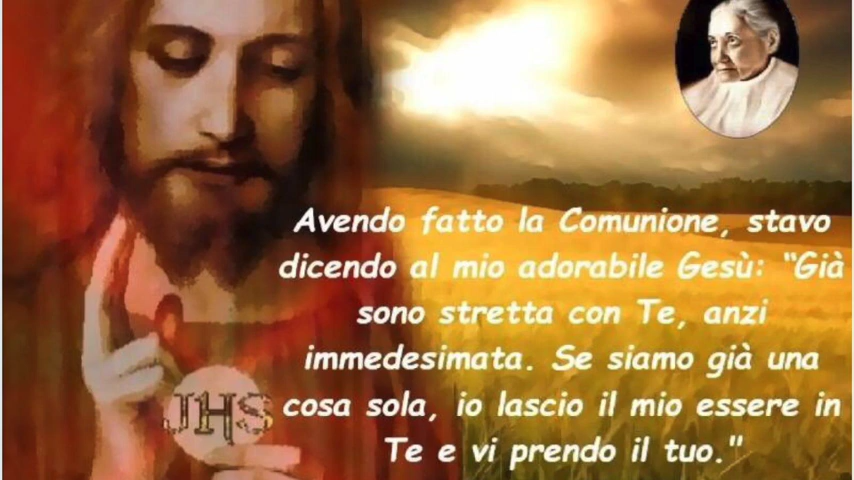 Avendo fatto la Comunione, stavo
dicendo al mio adorabile Gesù: "Già
sono stretta con Te, anzi
immedesimata. Se siamo già una
cosa sola, io lascio il mio essere in
Te e vi prendo il tuo."
JHS